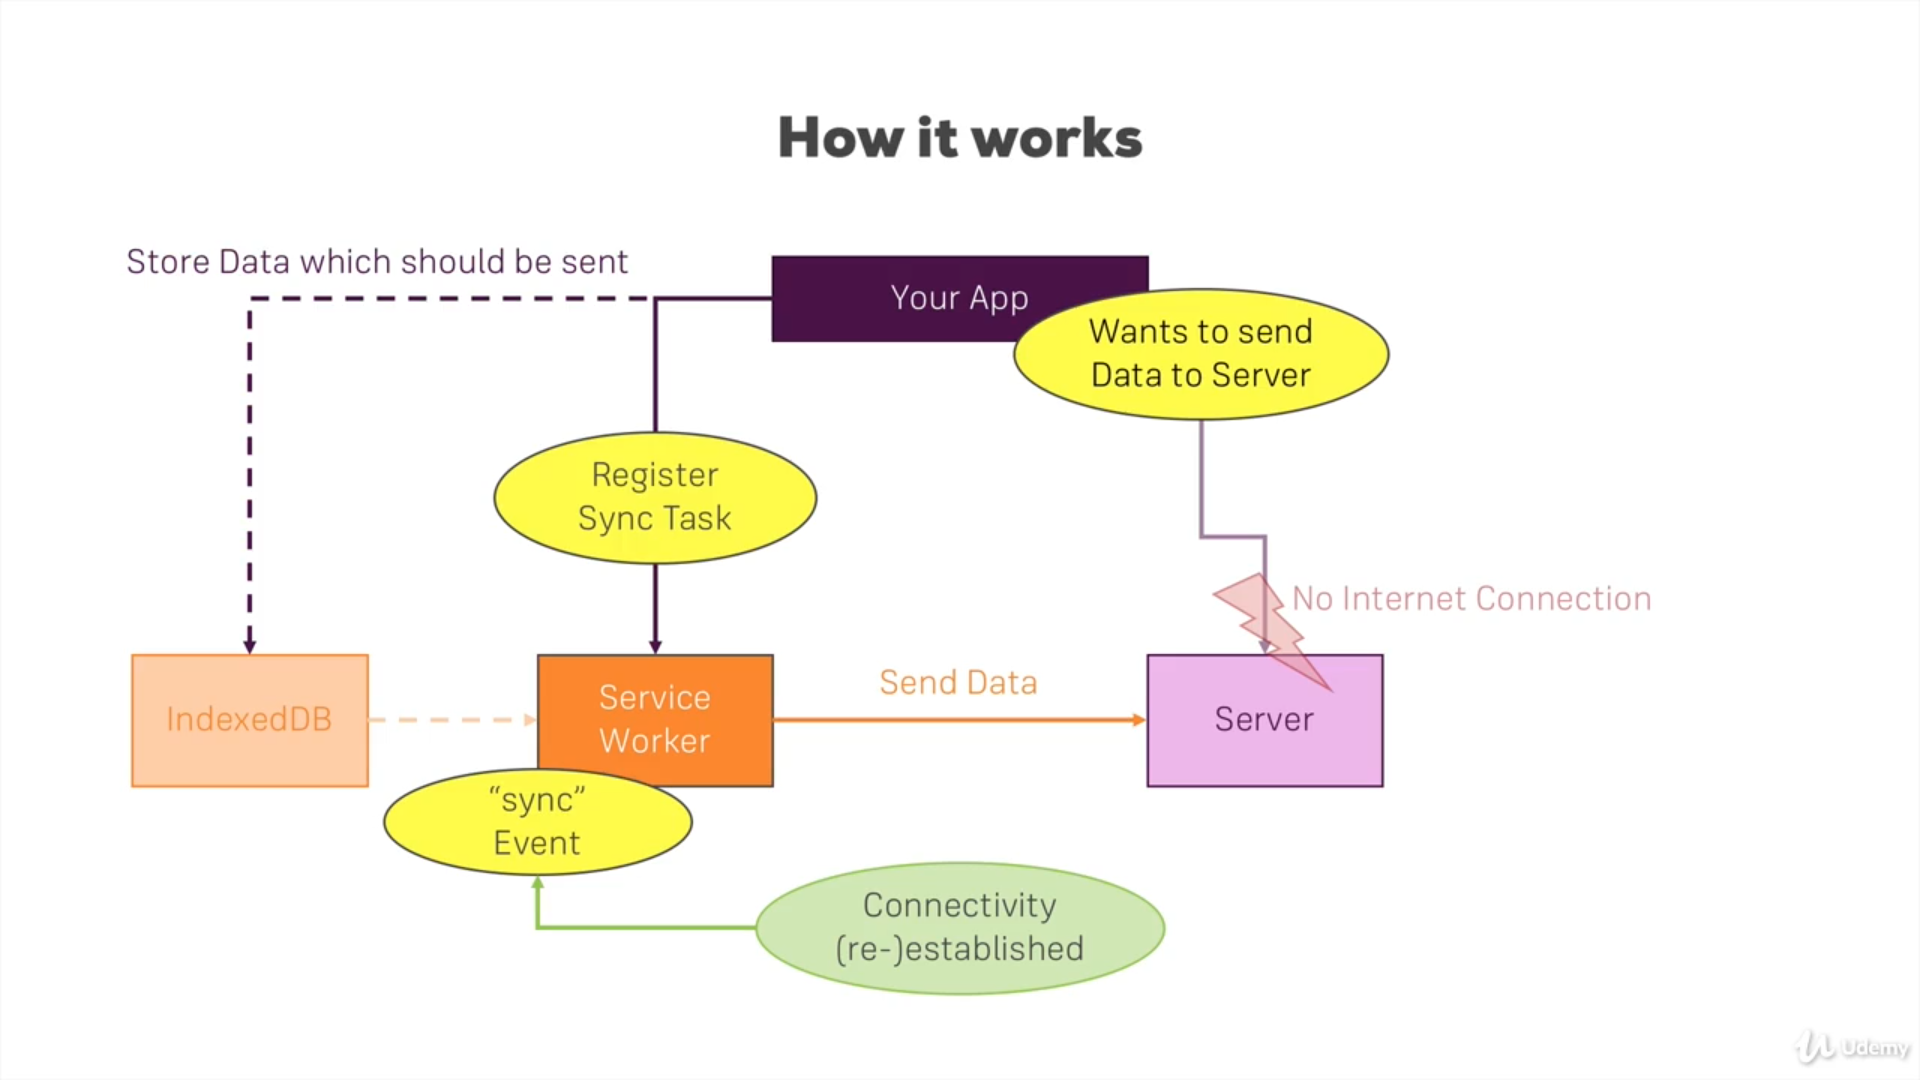 How it works
Store Data which should be sent
Your App
Wants to send
Data to Server
Register
Sync Task
No Internet Connection
IndexedDB
Service
Worker
Send Data
Server
“sync”
Event
Connectivity
(re-)established
Udemy